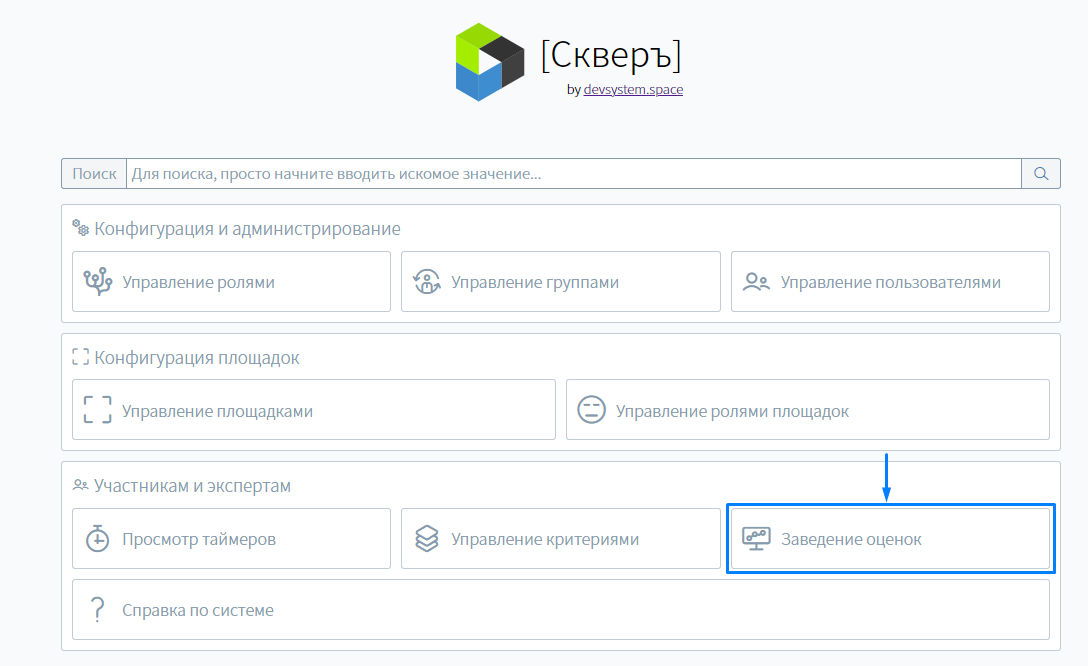 [Скверъ]
by devsystem.space
Поиск Для поиска, просто начните вводить искомое значение...
Конфигурация и администрирование
Управление ролями Управление группами Управление пользователями
Конфигурация площадок
Управление площадками Управление ролями площадок
Участникам и экспертам
Просмотр таймеров Управление критериями Заведение оценок
Справка по системе